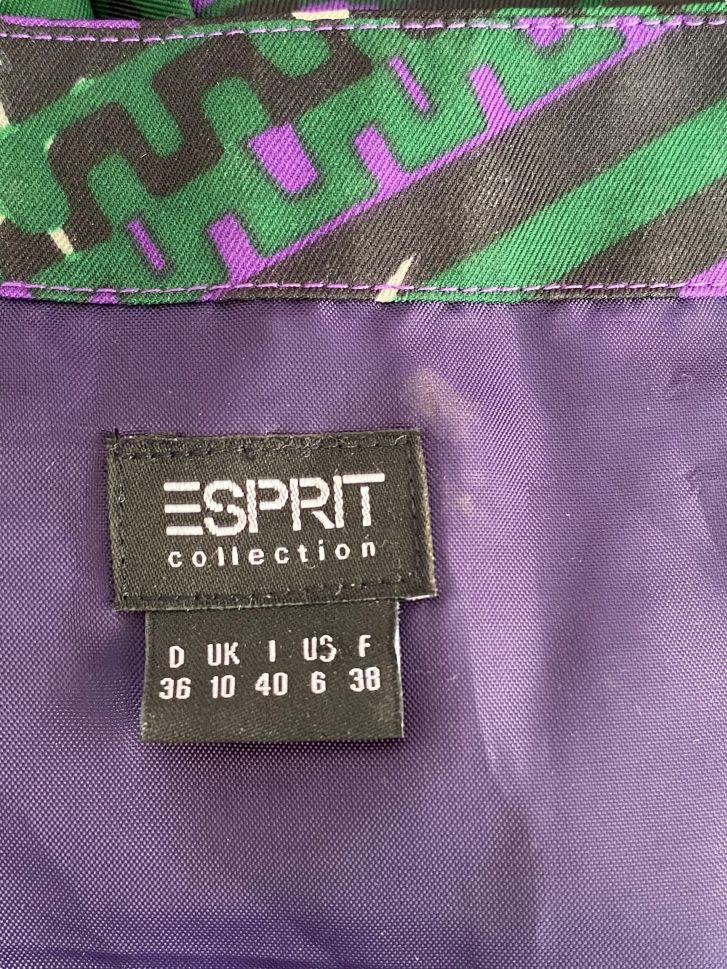 ESPRIT
collection
D UK I US F
36 10 40 6 38